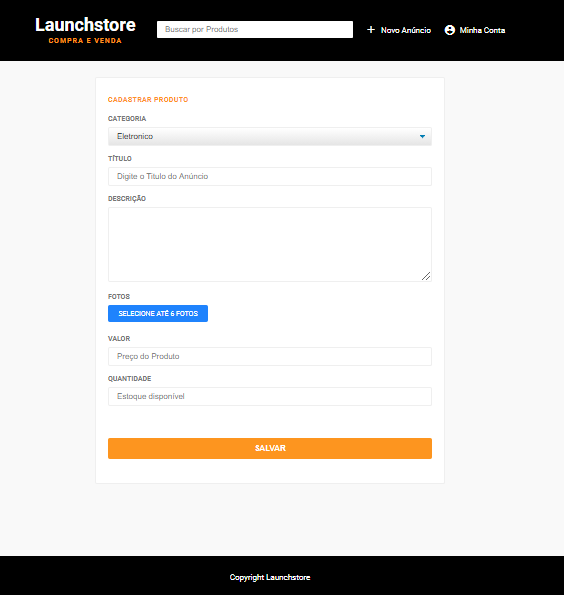 Launchstore
COMPRA E VENDA
Buscar por Produtos
+ Novo Anúncio
Minha Conta
CADASTRAR PRODUTO
CATEGORIA
Eletronico
TÍTULO
Digite o Titulo do Anúncio
DESCRIÇÃO
FOTOS
SELECIONE ATÉ 6 FOTOS
VALOR
Preço do Produto
QUANTIDADE
Estoque disponível
SALVAR
Copyright Launchstore